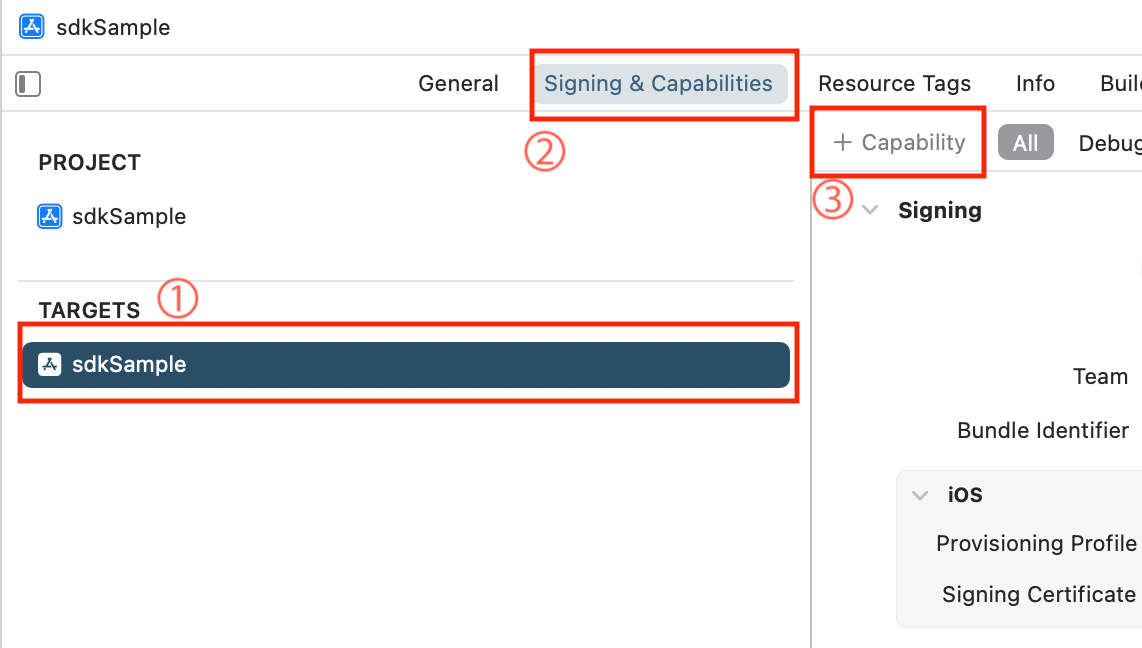 sdkSample
General Signing & Capabilities Resource Tags Info Buil
②
+ Capability All Debug
③
PROJECT
Signing
sdkSample
TARGETS ①
sdkSample
Team
Bundle Identifier
iOS
Provisioning Profile
Signing Certificate